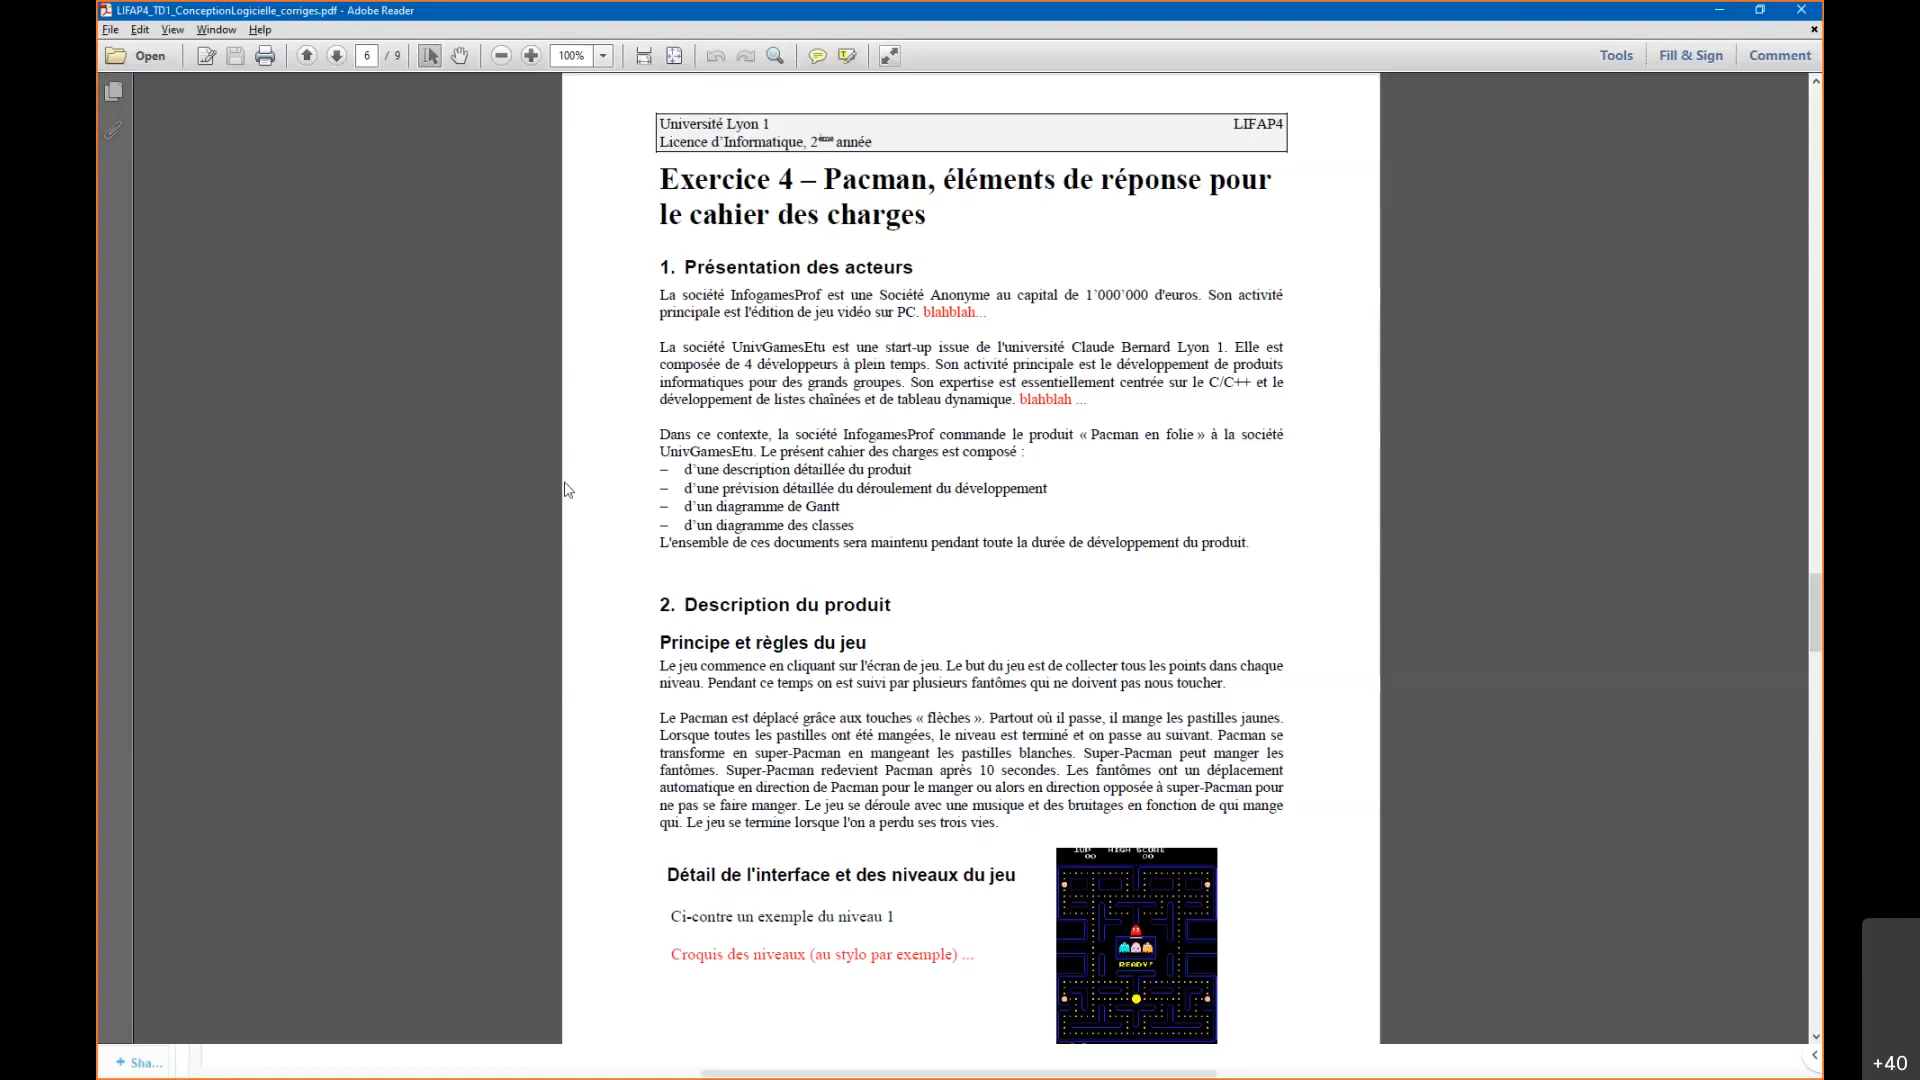 LIFAP4_TD1_ConceptionLogicielle_corriges.pdf - Adobe Reader
File Edit View Window Help
Open 6 / 9 100% Tools Fill & Sign Comment
Université Lyon 1 LIFAP4
Licence d'Informatique, 2ème année
Exercice 4 – Pacman, éléments de réponse pour
le cahier des charges
1. Présentation des acteurs
La société InfogamesProf est une Société Anonyme au capital de 1'000'000 d'euros. Son activité
principale est l'édition de jeu vidéo sur PC. blahblah...
La société UnivGamesEtu est une start-up issue de l'université Claude Bernard Lyon 1. Elle est
composée de 4 développeurs à plein temps. Son activité principale est le développement de produits
informatiques pour des grands groupes. Son expertise est essentiellement centrée sur le C/C++ et le
développement de listes chaînées et de tableau dynamique. blahblah ...
Dans ce contexte, la société InfogamesProf commande le produit « Pacman en folie » à la société
UnivGamesEtu. Le présent cahier des charges est composé :
– d'une description détaillée du produit
– d'une prévision détaillée du déroulement du développement
– d'un diagramme de Gantt
– d'un diagramme des classes
L'ensemble de ces documents sera maintenu pendant toute la durée de développement du produit.
2. Description du produit
Principe et règles du jeu
Le jeu commence en cliquant sur l'écran de jeu. Le but du jeu est de collecter tous les points dans chaque
niveau. Pendant ce temps on est suivi par plusieurs fantômes qui ne doivent pas nous toucher.
Le Pacman est déplacé grâce aux touches « flèches ». Partout où il passe, il mange les pastilles jaunes.
Lorsque toutes les pastilles ont été mangées, le niveau est terminé et on passe au suivant. Pacman se
transforme en super-Pacman en mangeant les pastilles blanches. Super-Pacman peut manger les
fantômes. Super-Pacman redevient Pacman après 10 secondes. Les fantômes ont un déplacement
automatique en direction de Pacman pour le manger ou alors en direction opposée à super-Pacman pour
ne pas se faire manger. Le jeu se déroule avec une musique et des bruitages en fonction de qui mange
qui. Le jeu se termine lorsque l'on a perdu ses trois vies.
Détail de l'interface et des niveaux du jeu
Ci-contre un exemple du niveau 1
Croquis des niveaux (au stylo par exemple) ...
1UP HIGH SCORE
00 00
READY!
+ Sha...
+40